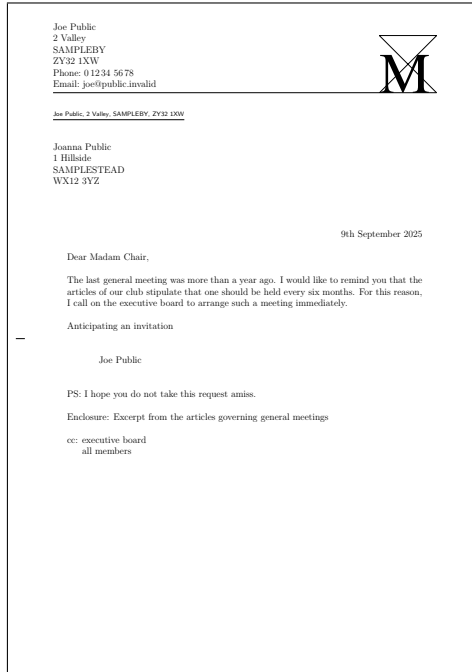 Joe Public
2 Valley
SAMPLEBY
ZY32 1XW
Phone: 0 12 34 56 78
Email: joe@public.invalid
M
Joe Public, 2 Valley, SAMPLEBY, ZY32 1XW
Joanna Public
1 Hillside
SAMPLESTEAD
WX12 3YZ
9th September 2025
Dear Madam Chair,
The last general meeting was more than a year ago. I would like to remind you that the
articles of our club stipulate that one should be held every six months. For this reason,
I call on the executive board to arrange such a meeting immediately.
Anticipating an invitation
Joe Public
PS: I hope you do not take this request amiss.
Enclosure: Excerpt from the articles governing general meetings
cc: executive board
all members